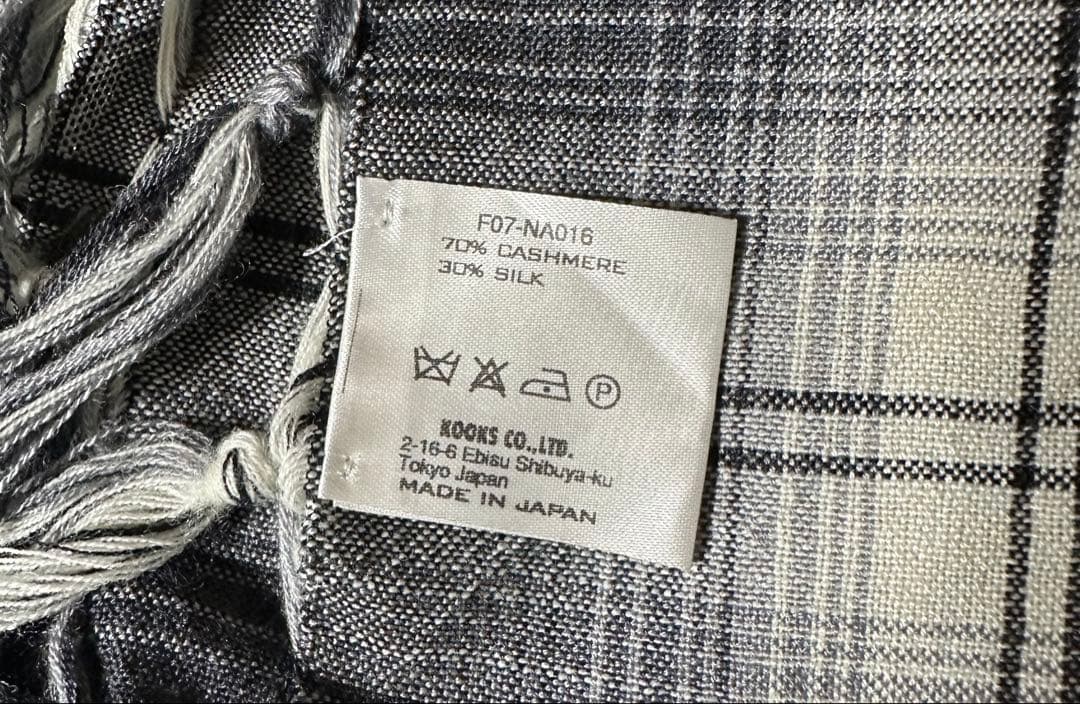 F07-NA016
70% CASHMERE
30% SILK
P
KOOKS CO.,LTD.
2-16-6 Ebisu Shibuya-ku
Tokyo Japan
MADE IN JAPAN